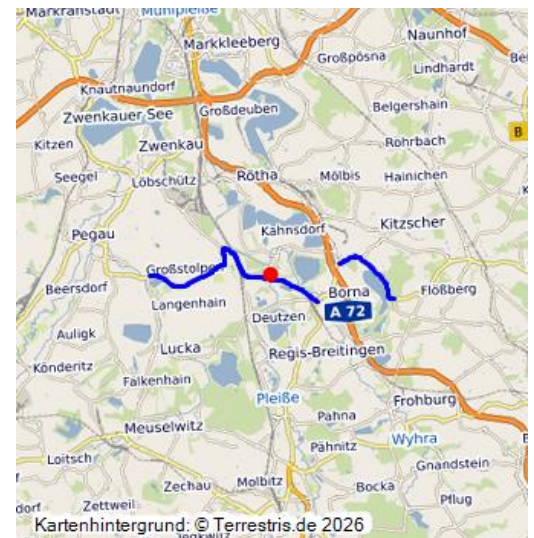 Markranstädt
Mühlpleiße
Markkleeberg
Naunhof
Großpösna
Lindhardt
Knautnaundorf
Großdeuben
Belgershain
Zwenkauer See
B
Kitzen
Zwenkau
Rohrbach
Seegel
Löbschütz
Rötha
Mölbis
Hainichen
Kitzscher
Pegau
Kahnsdorf
Großstolpen
Beersdorf
Borna
Flößberg
Langenhain
A 72
Deutzen
Auligk
Lucka
Regis-Breitingen
Könderitz
Falkenhain
Pleiße
Frohburg
Pahna
Meuselwitz
Wyhra
Pähnitz
Loitsch
Gnandstein
Zechau
Molbitz
Bocka
Zettweil
Pflug
Kartenhintergrund: © Terrestris.de 2026